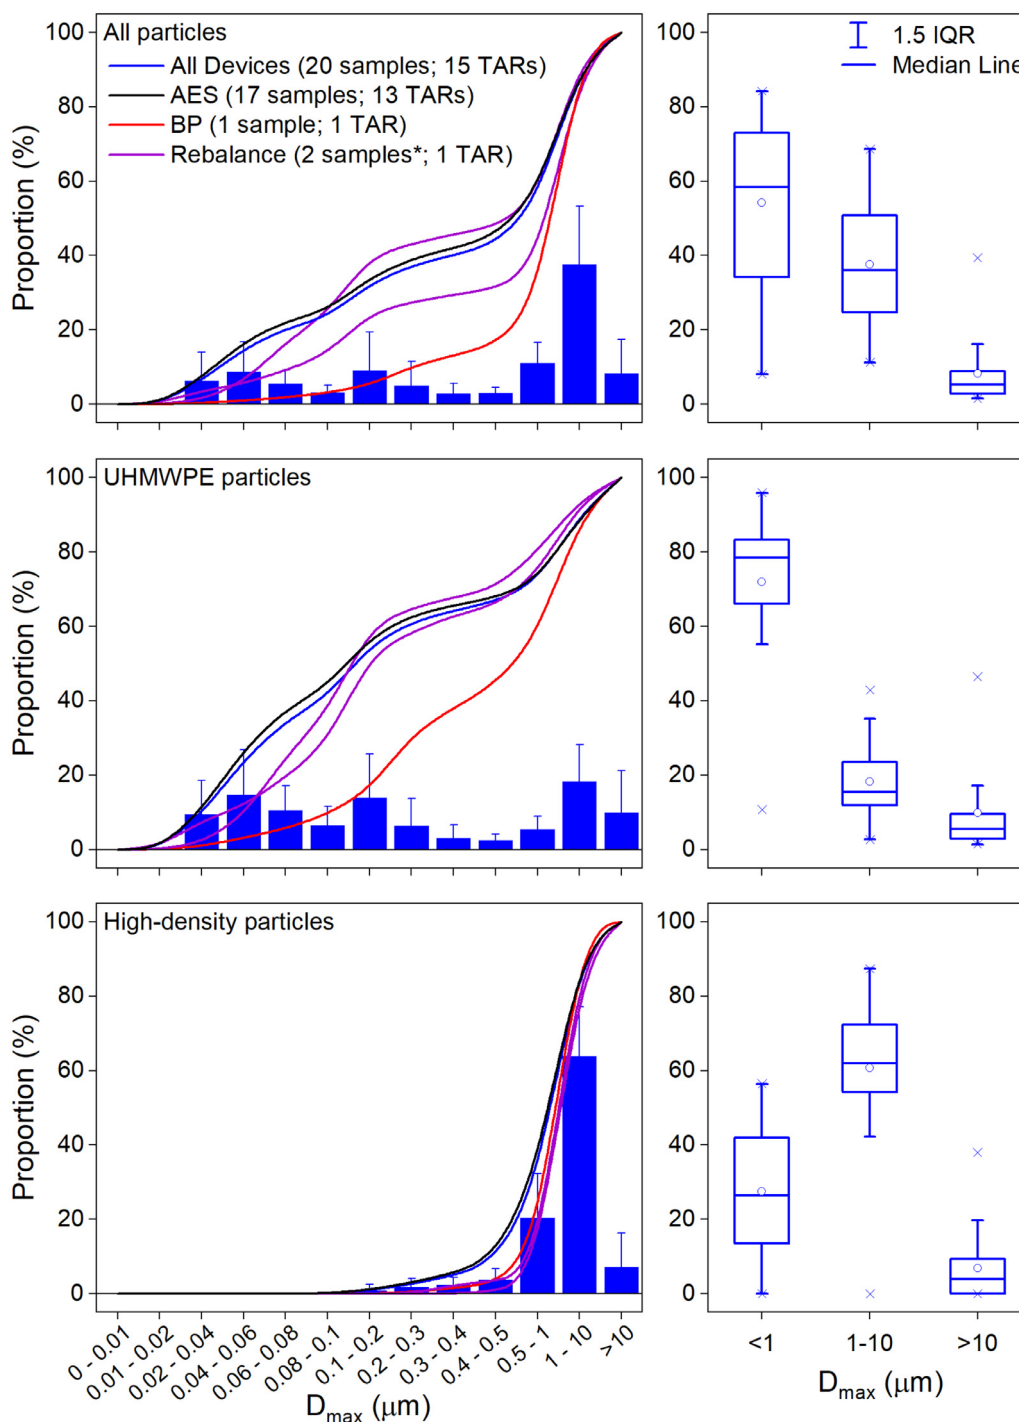 All particles
All Devices (20 samples; 15 TARs)
AES (17 samples; 13 TARs)
BP (1 sample; 1 TAR)
Rebalance (2 samples*; 1 TAR)
Proportion (%)
100
80
60
40
20
0
1.5 IQR
Median Line
100
80
60
40
20
0
UHMWPE particles
Proportion (%)
100
80
60
40
20
0
100
80
60
40
20
0
High-density particles
Proportion (%)
100
80
60
40
20
0
0 - 0.01
0.01 - 0.02
0.02 - 0.04
0.04 - 0.06
0.06 - 0.08
0.08 - 0.1
0.1 - 0.2
0.2 - 0.3
0.3 - 0.4
0.4 - 0.5
0.5 - 1
1 - 10
>10
Dmax (μm)
100
80
60
40
20
0
<1
1-10
>10
Dmax (μm)